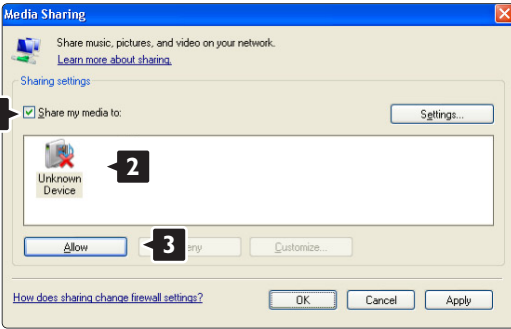 Media Sharing
Share music, pictures, and video on your network.
Learn more about sharing.
Sharing settings
Share my media to:
Settings...
2
Unknown
Device
Allow
3
Customize...
How does sharing change firewall settings?
OK
Cancel
Apply